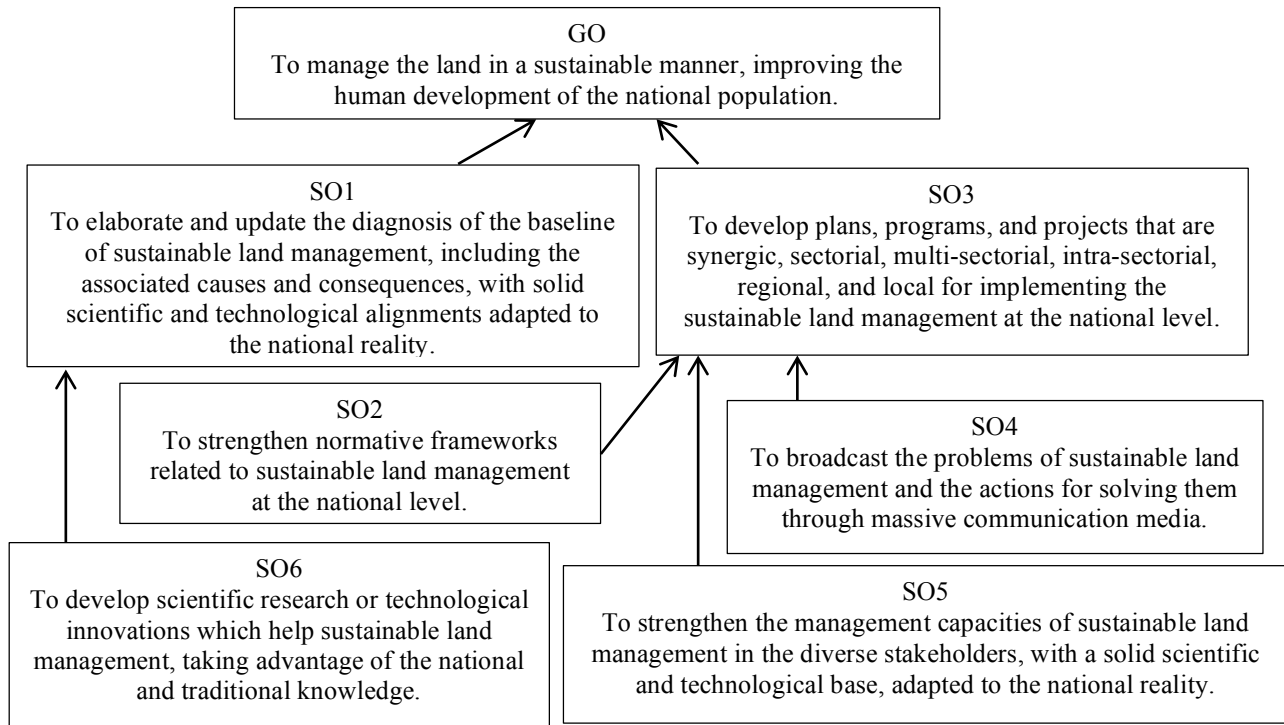 GO
To manage the land in a sustainable manner, improving the
human development of the national population.
SO1
To elaborate and update the diagnosis of the baseline
of sustainable land management, including the
associated causes and consequences, with solid
scientific and technological alignments adapted to
the national reality.
SO3
To develop plans, programs, and projects that are
synergic, sectorial, multi-sectorial, intra-sectorial,
regional, and local for implementing the
sustainable land management at the national level.
SO2
To strengthen normative frameworks
related to sustainable land management
at the national level.
SO4
To broadcast the problems of sustainable land
management and the actions for solving them
through massive communication media.
SO6
To develop scientific research or technological
innovations which help sustainable land
management, taking advantage of the national
and traditional knowledge.
SO5
To strengthen the management capacities of sustainable land
management in the diverse stakeholders, with a solid scientific
and technological base, adapted to the national reality.